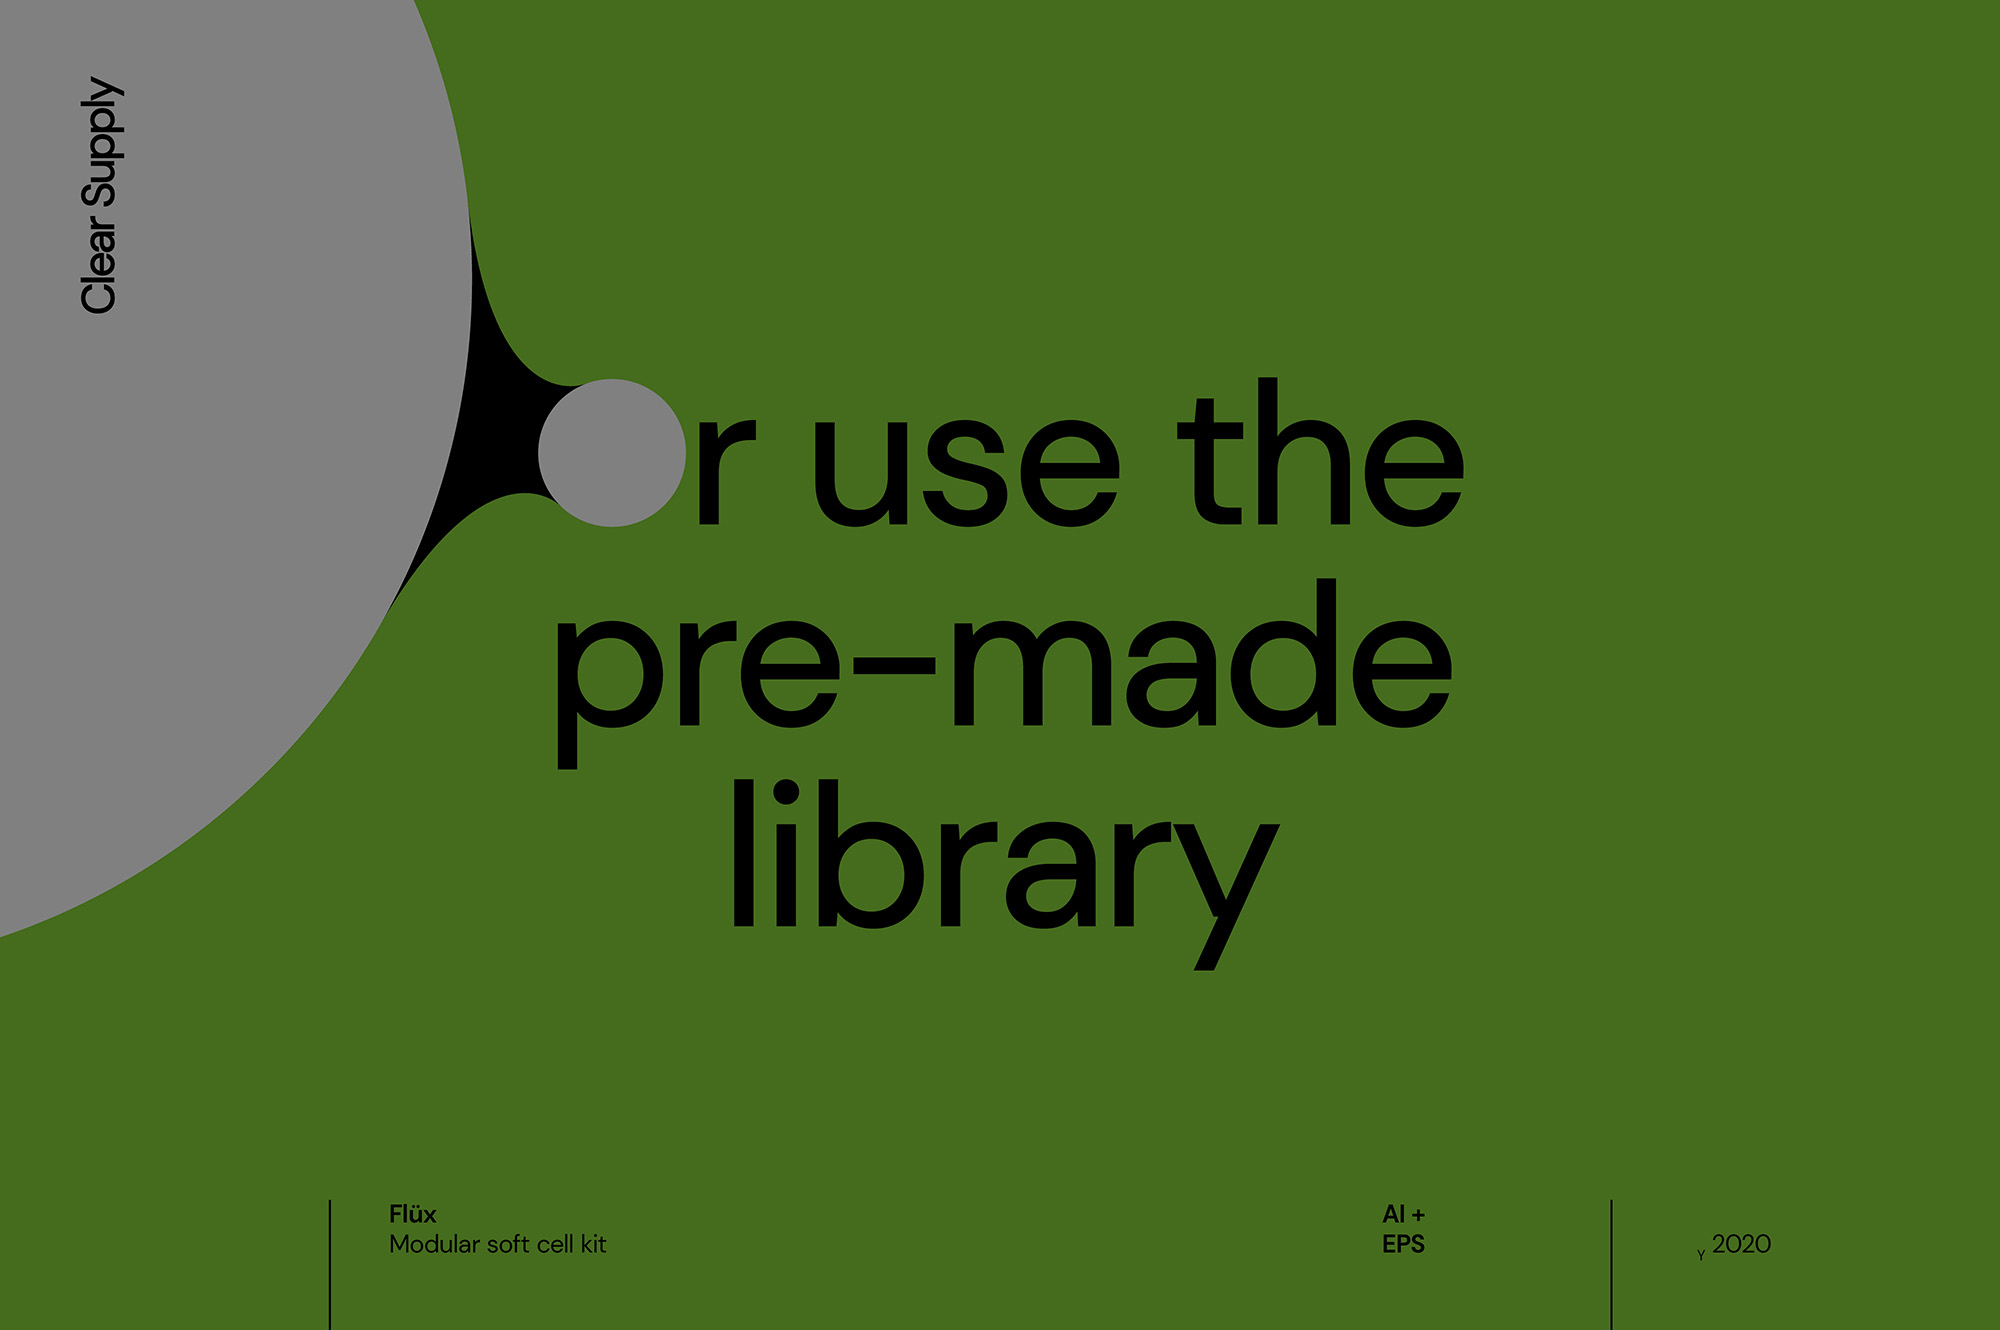 Clear Supply
r use the
pre-made
library
Flüx
Modular soft cell kit
AI +
EPS
Y 2020